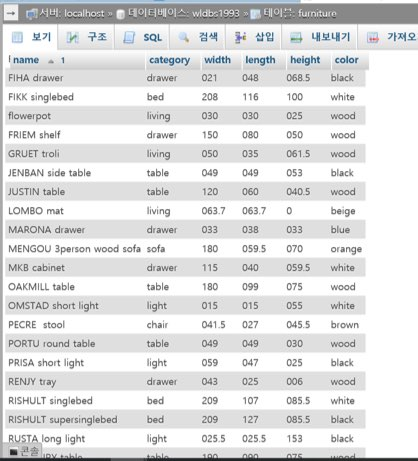 서버: localhost » 데이터베이스: wldbs1993 » 테이블: furniture
보기 구조 SQL 검색 삽입 내보내기 가져오
name 1 category width length height color
FIHA drawer drawer 021 048 068.5 black
FIKK singlebed bed 208 116 100 white
flowerpot living 030 030 025 wood
FRIEM shelf drawer 150 080 050 wood
GRUET troli living 050 035 061.5 wood
JENBAN side table table 049 049 053 black
JUSTIN table table 120 060 040.5 wood
LOMBO mat living 063.7 063.7 0 beige
MARONA drawer drawer 033 038 033 blue
MENGOU 3person wood sofa sofa 180 059.5 070 orange
MKB cabinet drawer 115 040 059.5 white
OAKMILL table table 180 099 075 wood
OMSTAD short light light 015 015 055 white
PECRE stool chair 041.5 027 045.5 brown
PORTU round table table 049 049 030 wood
PRISA short light light 059 047 025 black
RENJY tray drawer 043 025 006 wood
RISHULT singlebed bed 209 107 085.5 white
RISHULT supersinglebed bed 209 127 085.5 black
RUSTA long light light 025.5 025.5 153 black
콘솔 table table 190 090 075 wood